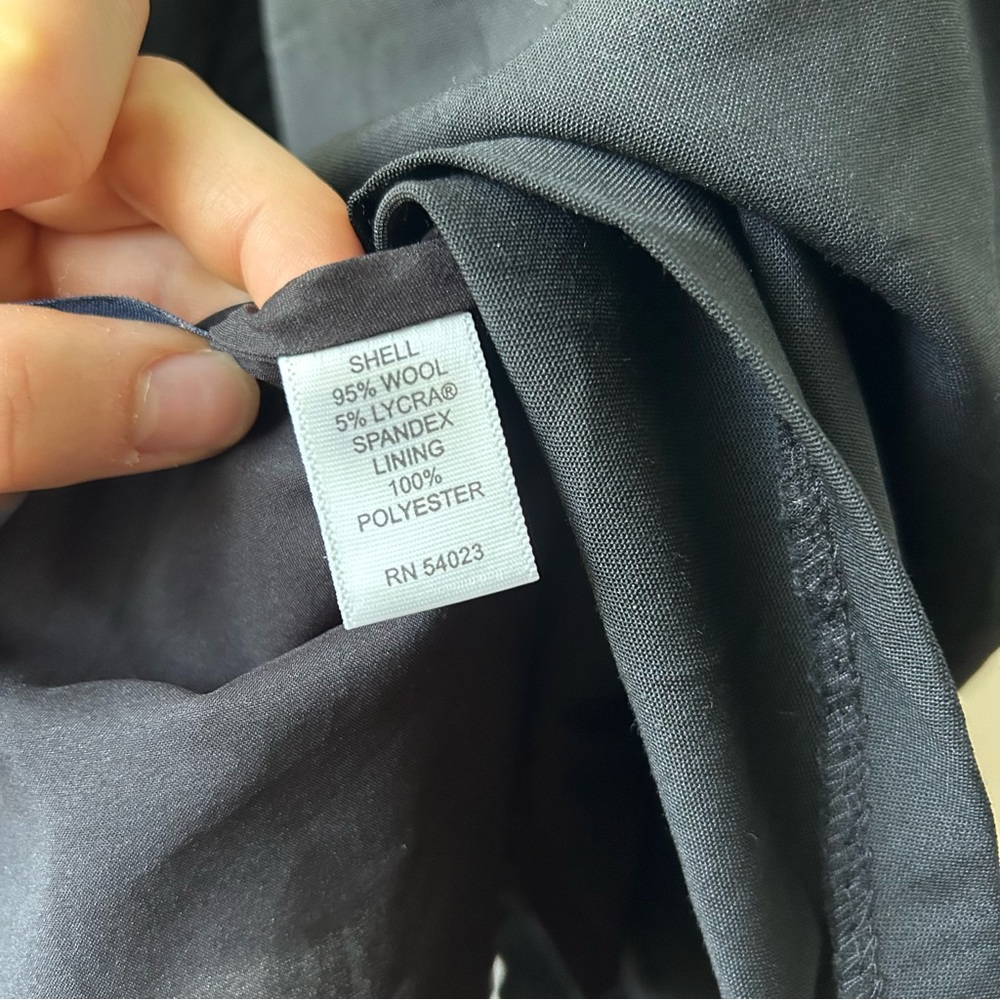 SHELL
95% WOOL
5% LYCRA®
SPANDEX
LINING
100%
POLYESTER
RN 54023